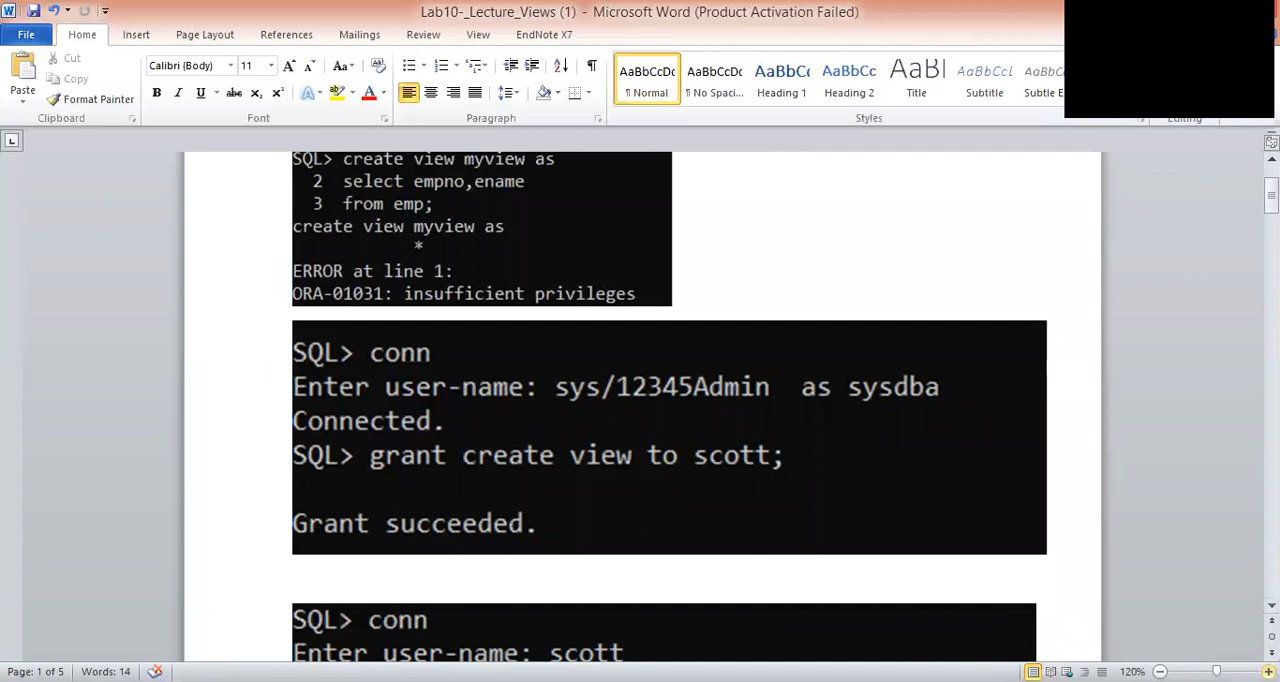 Lab10-_Lecture_Views (1) - Microsoft Word (Product Activation Failed)
File Home Insert Page Layout References Mailings Review View EndNote X7
Paste
Cut
Copy
Format Painter
Calibri (Body) 11
AaBbCcDc AaBbCcDc AaBbCc AaBbCc AaBl AaBbCcL AaBbCc
¶ Normal ¶ No Spaci... Heading 1 Heading 2 Title Subtitle Subtle E
Clipboard Font Paragraph Styles Editing
SQL> create view myview as
2 select empno,ename
3 from emp;
create view myview as
*
ERROR at line 1:
ORA-01031: insufficient privileges
SQL> conn
Enter user-name: sys/12345Admin as sysdba
Connected.
SQL> grant create view to scott;
Grant succeeded.
SQL> conn
Enter user-name: scott
Page: 1 of 5 Words: 14 120%